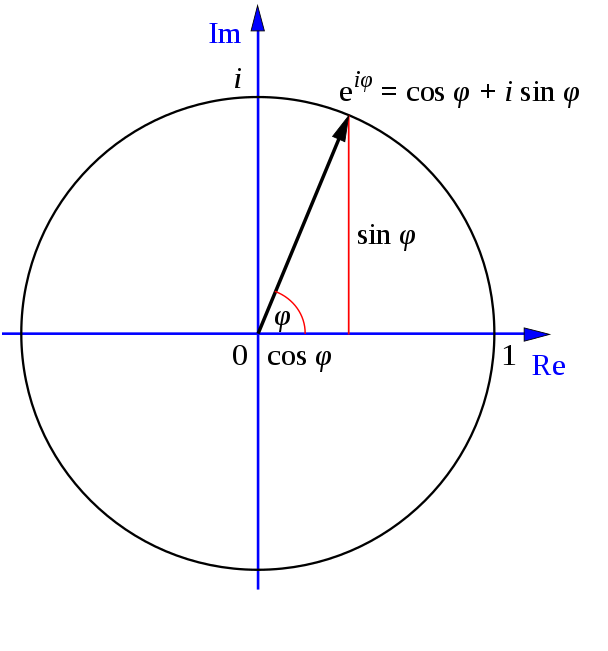 Im
i
e^{iφ} = cos φ + i sin φ
sin φ
φ
0
cos φ
1
Re